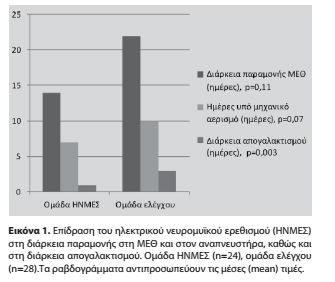 25
20
15
10
5
0
Ομάδα ΗΝΜΕΣ
Ομάδα ελέγχου
Διάρκεια παραμονής ΜΕΘ
(ημέρες), p=0,11
Ημέρες υπό μηχανικό
αερισμό (ημέρες), p=0,07
Διάρκεια απογαλακτισμού
(ημέρες), p=0,003
Εικόνα 1. Επίδραση του ηλεκτρικού νευρομυϊκού ερεθισμού (ΗΝΜΕΣ)
στη διάρκεια παραμονής στη ΜΕΘ και στον αναπνευστήρα, καθώς και
στη διάρκεια απογαλακτισμού. Ομάδα ΗΝΜΕΣ (n=24), ομάδα ελέγχου
(n=28).Τα ραβδογράμματα αντιπροσωπεύουν τις μέσες (mean) τιμές.